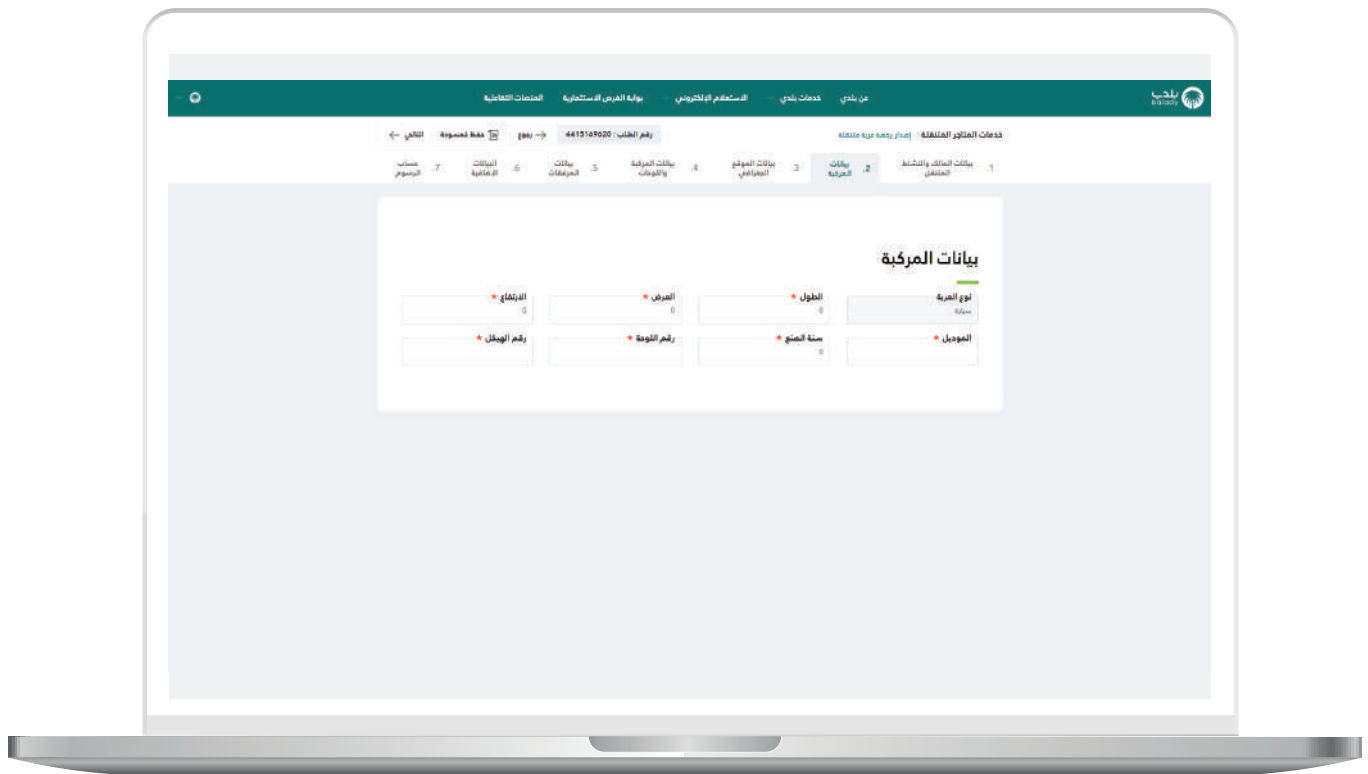 بلدي
balady
عن بلدي
خدمات بلدي
الاستعلام الإلكتروني
بوابة الفرص الاستثمارية
المنصات التفاعلية
خدمات المتاجر المتنقلة
إصدار رخصة عربة متنقلة
رقم الطلب : 4415169620
رجوع
حفظ كمسودة
التالي
1. بيانات المالك والنشاط
المتنقل
2. بيانات
المركبة
3. بيانات الموقع
الجغرافي
4. بيانات المركبة
واللوحات
5. بيانات
المرفقات
6. البيانات
الاضافية
7. حساب
الرسوم
بيانات المركبة
نوع العربة
سيارة
الطول *
0
العرض *
0
الارتفاع *
0
الموديل *
سنة الصنع *
0
رقم اللوحة *
رقم الهيكل *